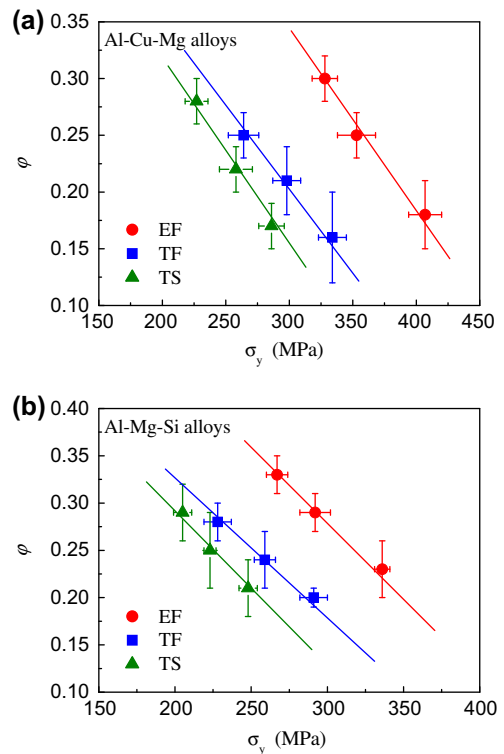 (a)
Al-Cu-Mg alloys
0.30
0.25
φ
0.20
EF
TF
0.15
TS
0.10
150 200 250 300 350 400 450
σy (MPa)
(b)
0.40
Al-Mg-Si alloys
0.35
0.30
φ
0.25
0.20
EF
TF
0.15
TS
0.10
150 200 250 300 350 400
σy (MPa)